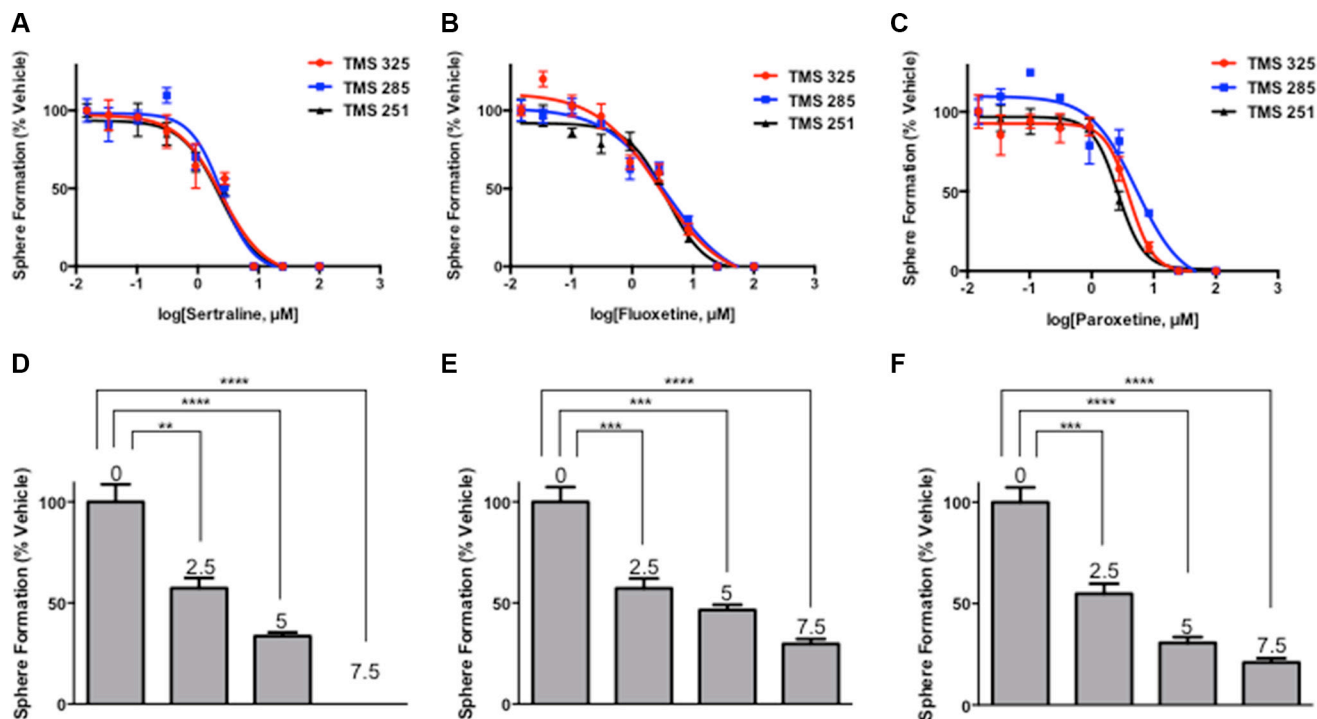 A
Sphere Formation (% Vehicle)
100
50
0
-2
-1
0
1
2
3
log[Sertraline, µM]
TMS 325
TMS 285
TMS 251
B
Sphere Formation (% Vehicle)
100
50
0
-2
-1
0
1
2
3
log[Fluoxetine, µM]
TMS 325
TMS 285
TMS 251
C
Sphere Formation (% Vehicle)
100
50
0
-2
-1
0
1
2
3
log[Paroxetine, µM]
TMS 325
TMS 285
TMS 251
D
Sphere Formation (% Vehicle)
100
50
0
****
****
**
0
2.5
5
7.5
E
Sphere Formation (% Vehicle)
100
50
0
****
***
***
0
2.5
5
7.5
F
Sphere Formation (% Vehicle)
100
50
0
****
****
***
0
2.5
5
7.5